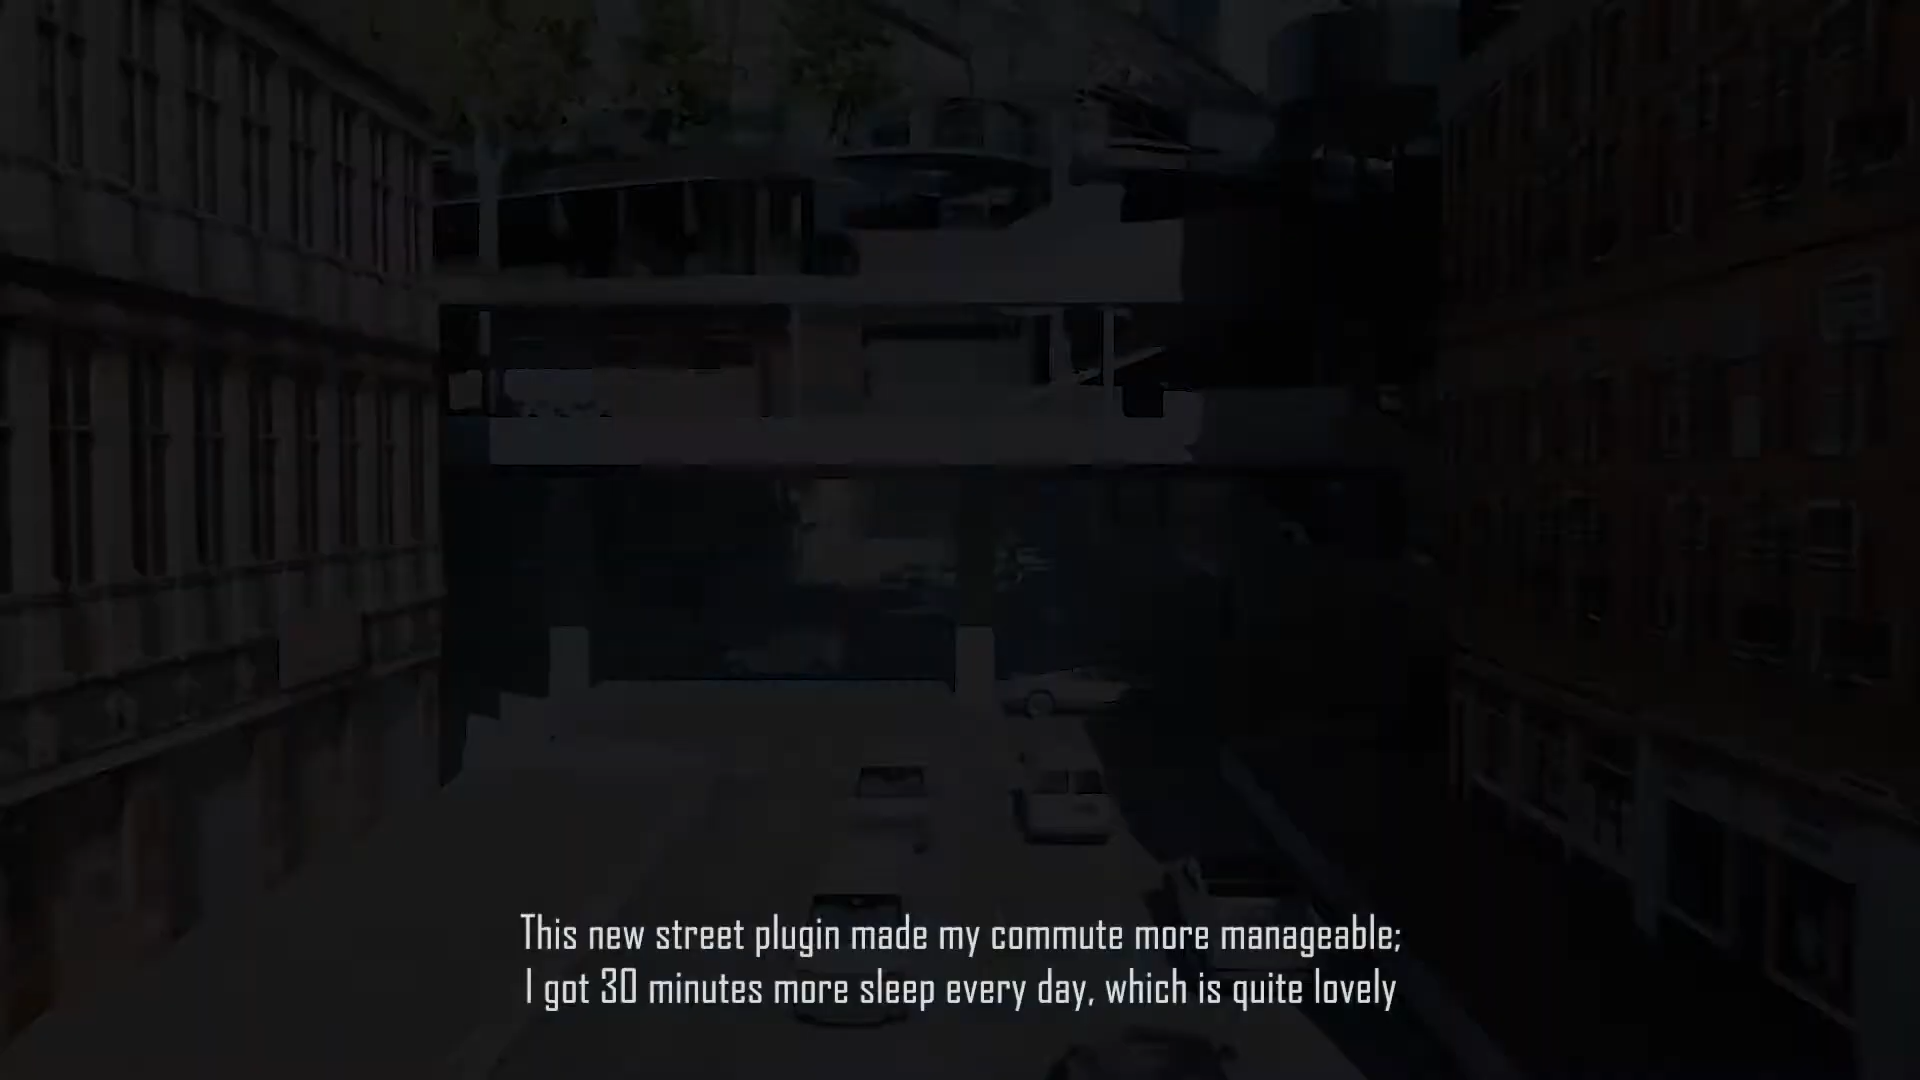 This new street plugin made my commute more manageable;
I got 30 minutes more sleep every day, which is quite lovely